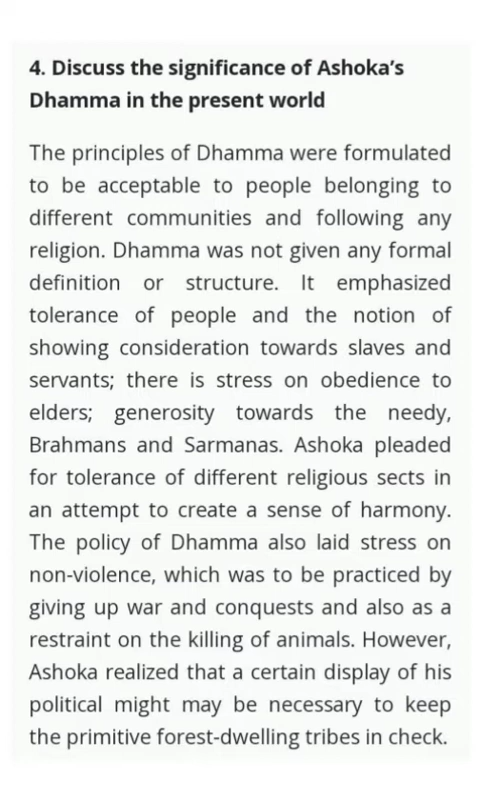 4. Discuss the significance of Ashoka’s
Dhamma in the present world
The principles of Dhamma were formulated
to be acceptable to people belonging to
different communities and following any
religion. Dhamma was not given any formal
definition or structure. It emphasized
tolerance of people and the notion of
showing consideration towards slaves and
servants; there is stress on obedience to
elders; generosity towards the needy,
Brahmans and Sarmanas. Ashoka pleaded
for tolerance of different religious sects in
an attempt to create a sense of harmony.
The policy of Dhamma also laid stress on
non-violence, which was to be practiced by
giving up war and conquests and also as a
restraint on the killing of animals. However,
Ashoka realized that a certain display of his
political might may be necessary to keep
the primitive forest-dwelling tribes in check.